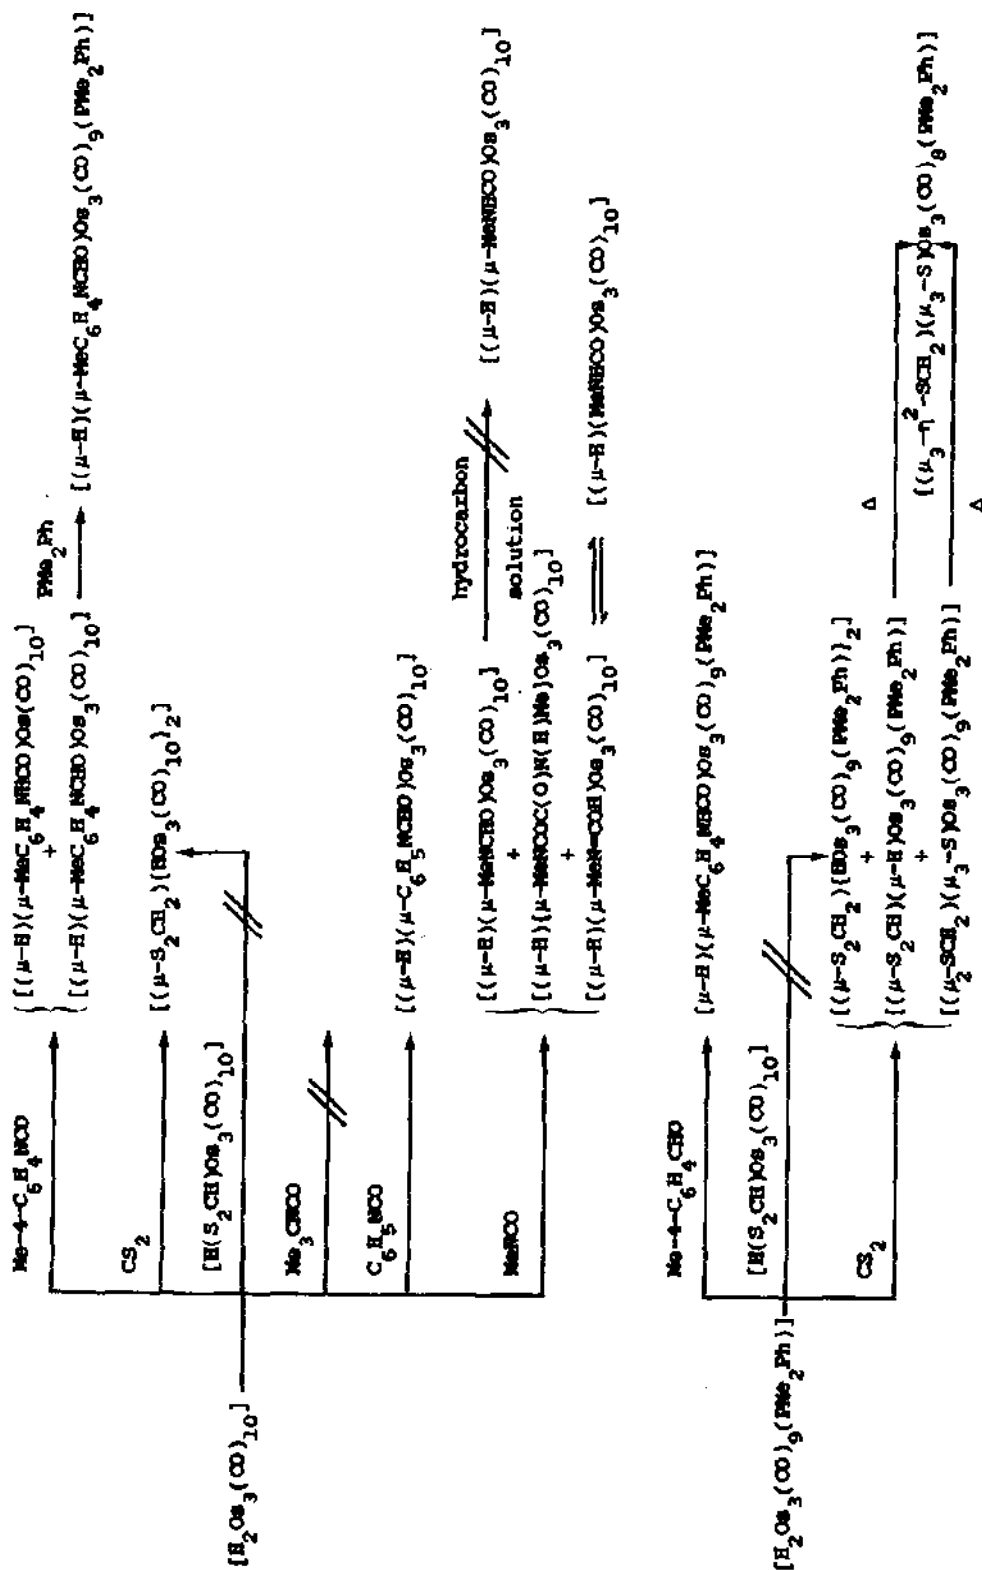 Me-4-C6H4NCO
[(μ-H)(μ-MeC6H4NHCO)Os(CO)10]
+
[(μ-H)(μ-MeC6H4NCHO)Os3(CO)10]
PMe2Ph
[(μ-H)(μ-MeC6H4NCHO)Os3(CO)9(PMe2Ph)]
CS2
[(μ-S2CH2){HOs3(CO)10}2]
[H(S2CH)Os3(CO)10]
[H2Os3(CO)10]
Me3CNCO
C6H5NCO
[(μ-H)(μ-C6H5NCHO)Os3(CO)10]
MeNCO
[(μ-H)(μ-MeNCHO)Os3(CO)10]
hydrocarbon
solution
[(μ-H)(μ-MeNHCO)Os3(CO)10]
+
[(μ-H){μ-MeNCOC(O)N(H)Me}Os3(CO)10]
+
[(μ-H)(μ-MeN=COH)Os3(CO)10]
[(μ-H)(MeNHCO)Os3(CO)10]
Me-4-C6H4CHO
[μ-H)(μ-MeC6H4NHCO)Os3(CO)9(PMe2Ph)]
[H(S2CH)Os3(CO)10]
[H2Os3(CO)9(PMe2Ph)]
CS2
[(μ-S2CH2){HOs3(CO)9(PMe2Ph)}2]
+
[(μ-S2CH)(μ-H)Os3(CO)9(PMe2Ph)]
Δ
+
[(μ3-η2-SCH2)(μ3-S)Os3(CO)8(PMe2Ph)]
[(μ2-SCH2)(μ3-S)Os3(CO)9(PMe2Ph)]
Δ